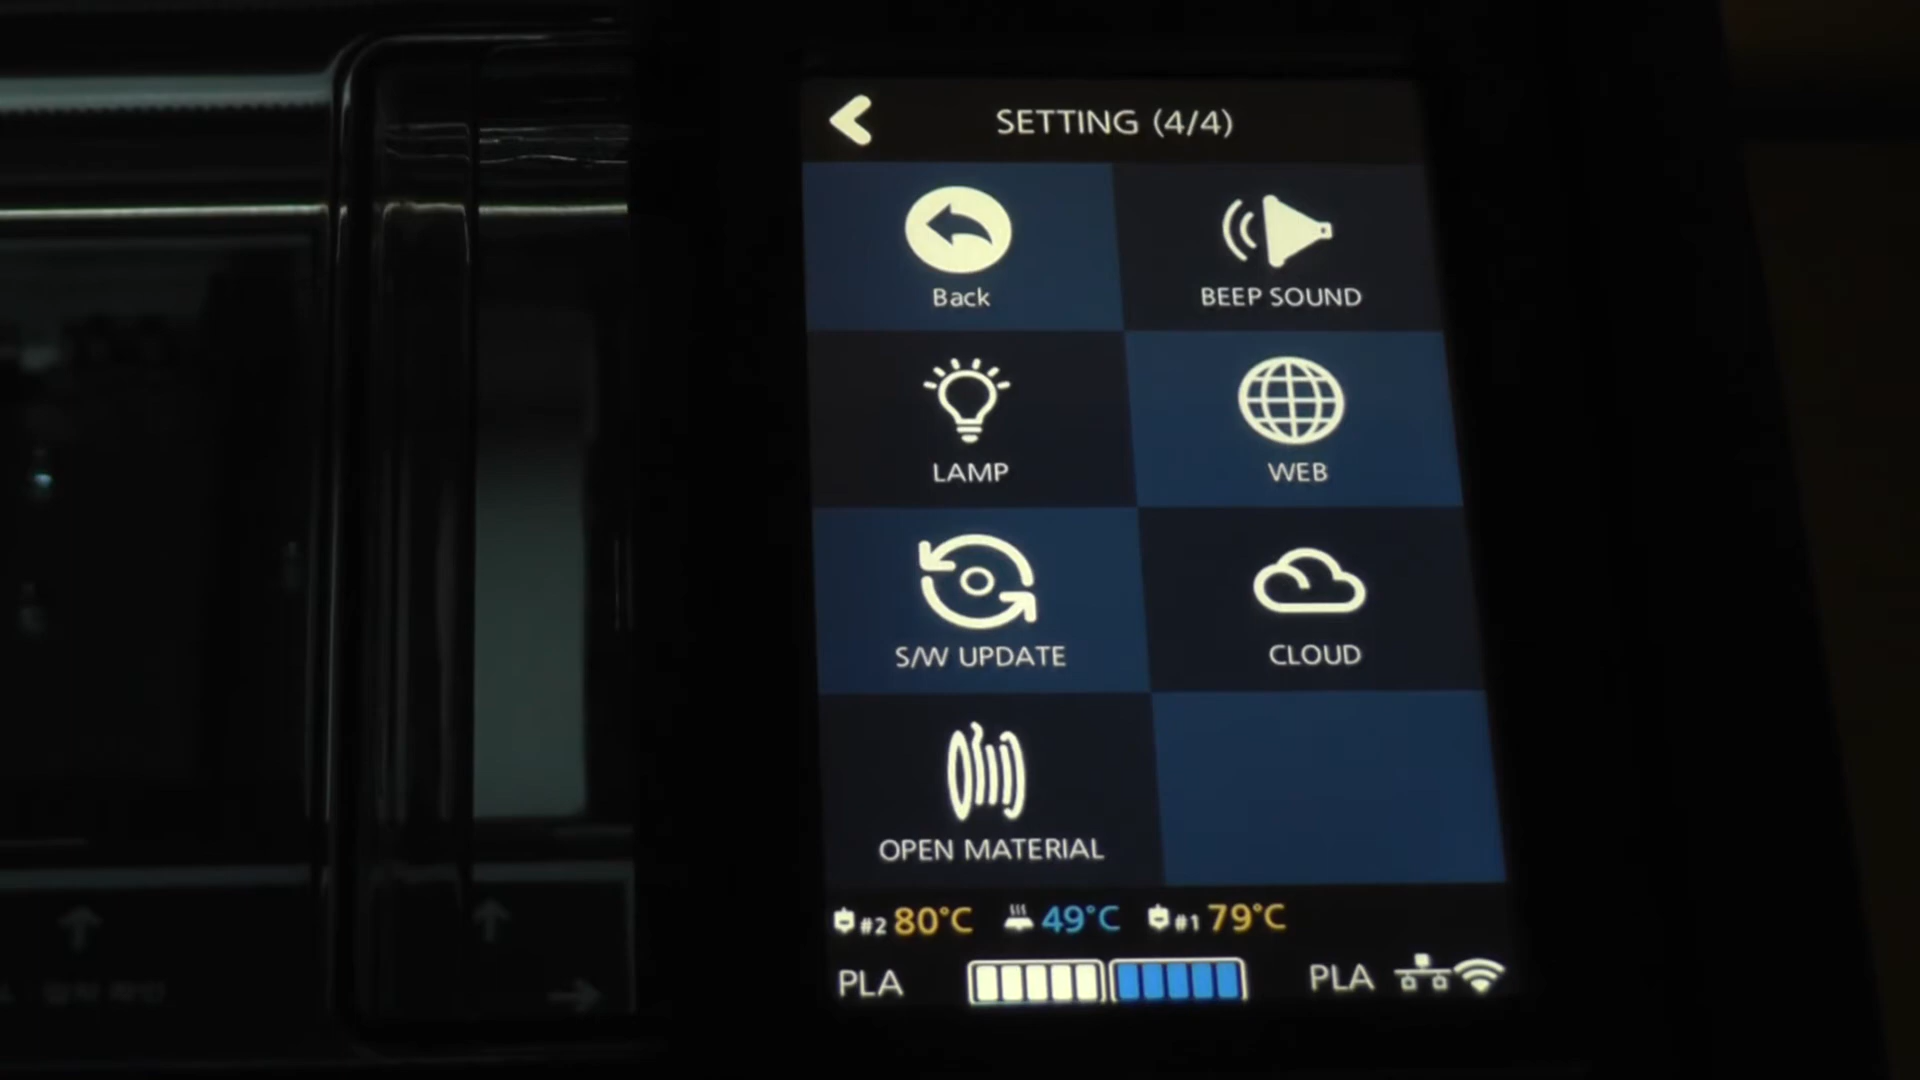 SETTING (4/4)
Back
BEEP SOUND
LAMP
WEB
S/W UPDATE
CLOUD
OPEN MATERIAL
#2 80°C 49°C #1 79°C
PLA PLA